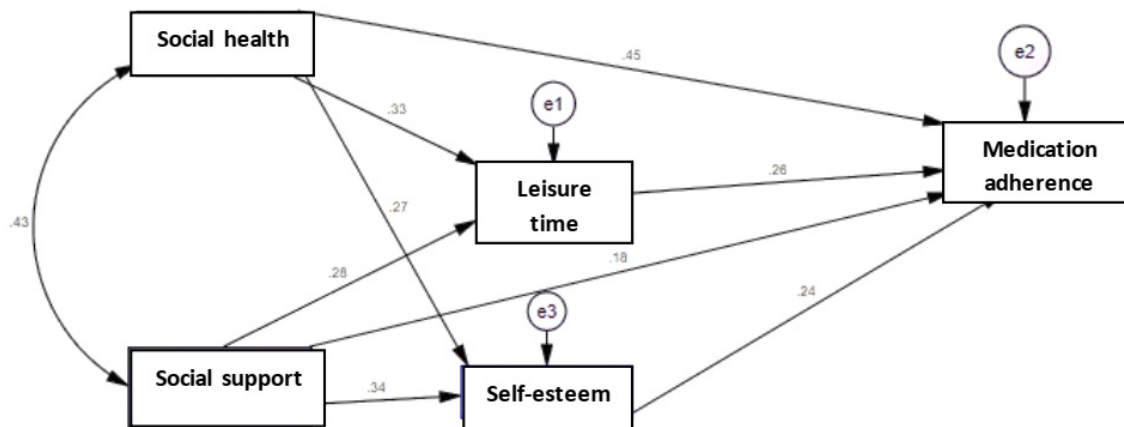 Social health
.45
e2
.33
e1
Medication
adherence
Leisure
time
.26
.27
.43
.28
.18
e3
.24
Social support
.34
Self-esteem